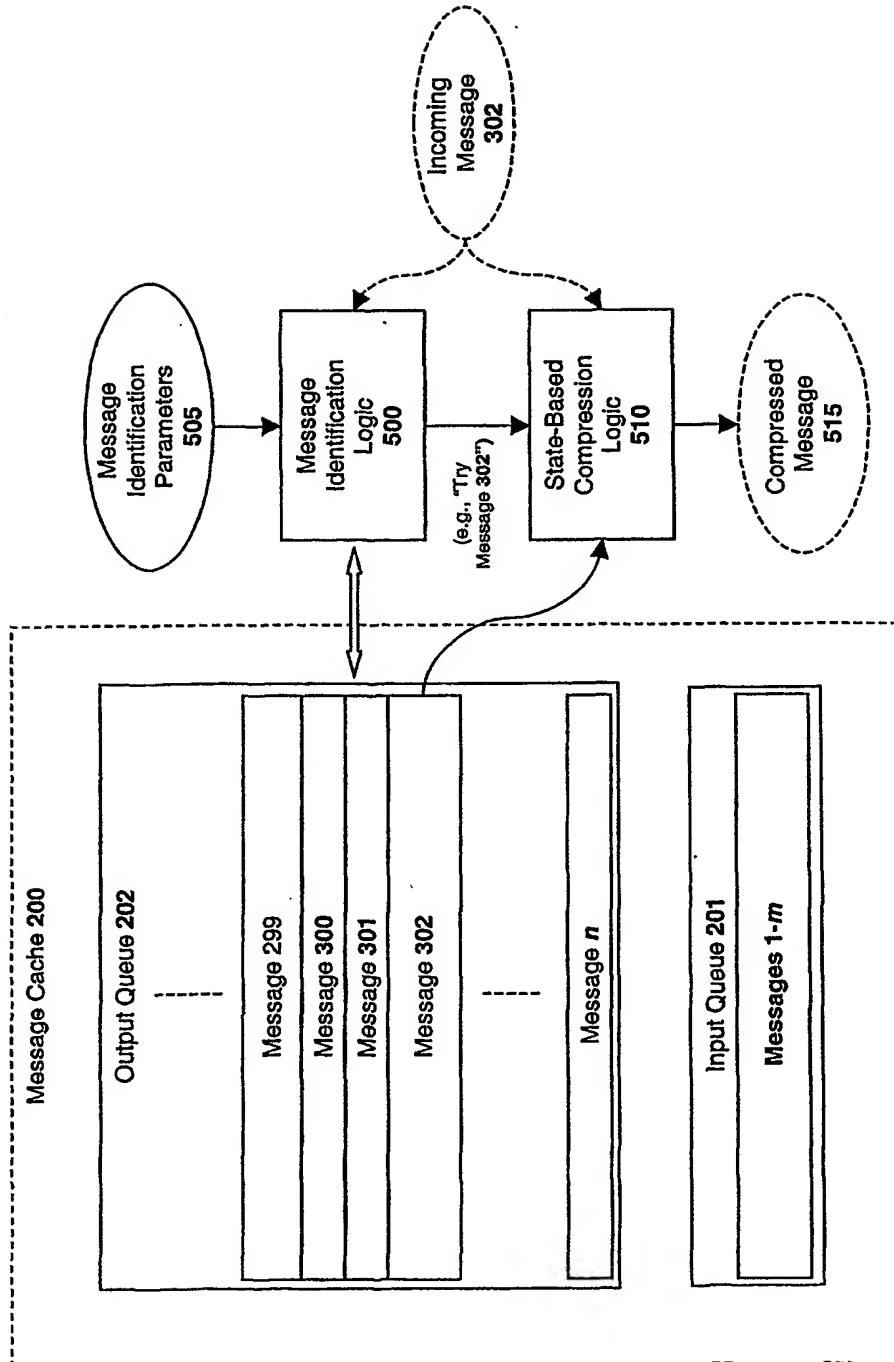 Message Cache 200
Output Queue 202
Message 299
Message 300
Message 301
Message 302
Message n
Input Queue 201
Messages 1-m
Message
Identification
Parameters
505
Message
Identification
Logic
500
(e.g., "Try
Message 302")
State-Based
Compression
Logic
510
Compressed
Message
515
Incoming
Message
302